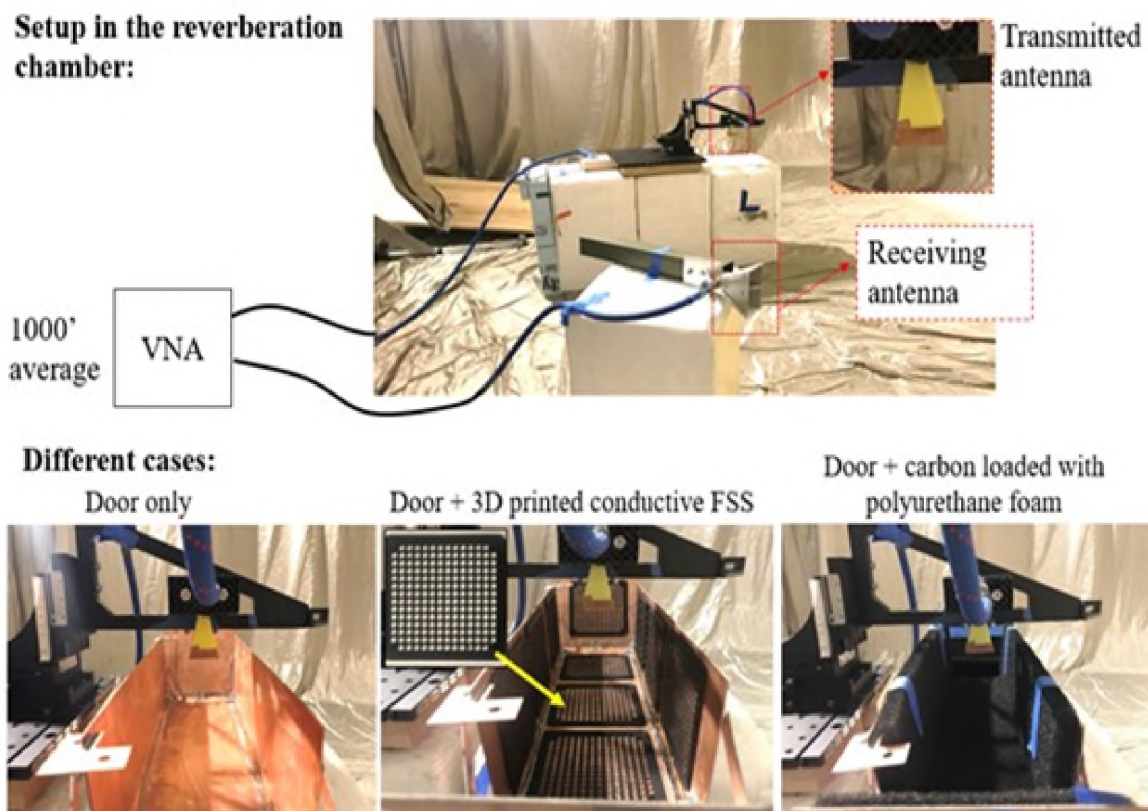 Setup in the reverberation
chamber:
Transmitted
antenna
Receiving
antenna
1000’
average
VNA
L
Different cases:
Door only
Door + 3D printed conductive FSS
Door + carbon loaded with
polyurethane foam